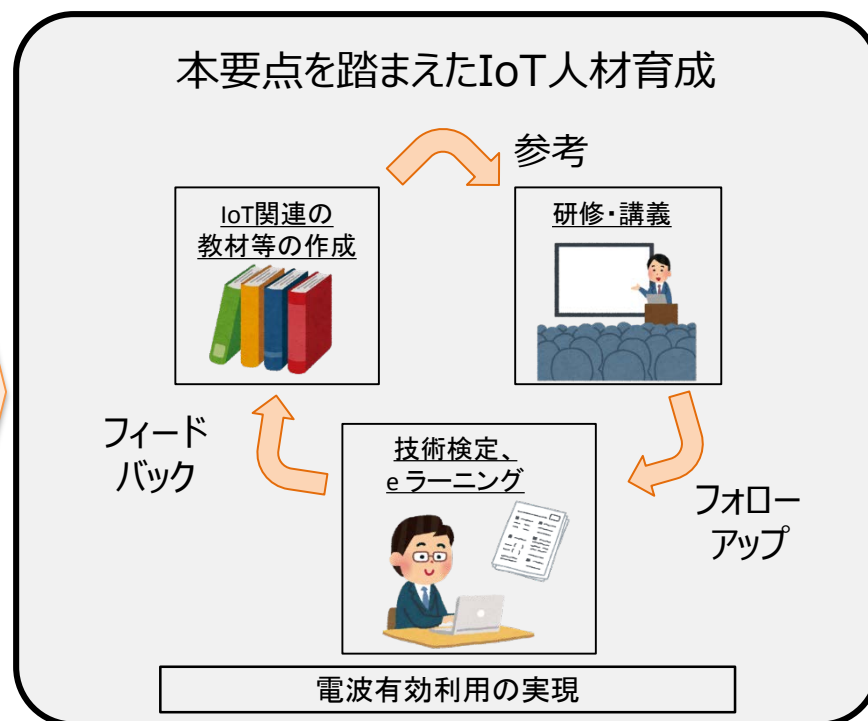 本要点を踏まえたIoT人材育成
参考
IoT関連の
教材等の作成
研修・講義
フィード
バック
技術検定、
eラーニング
フォロー
アップ
電波有効利用の実現